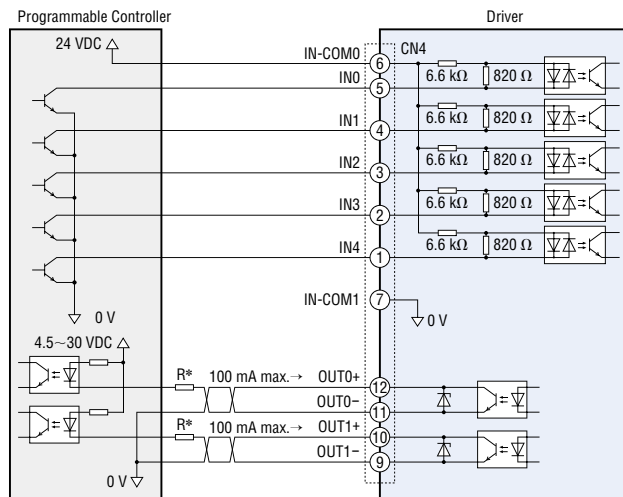 Programmable Controller
Driver
24 VDC
IN-COM0
CN4
6
6.6 kΩ
820 Ω
IN0
5
IN1
4
6.6 kΩ
820 Ω
IN2
3
6.6 kΩ
820 Ω
IN3
2
6.6 kΩ
820 Ω
IN4
1
6.6 kΩ
820 Ω
IN-COM1
7
0 V
0 V
4.5~30 VDC
R*
100 mA max.→
OUT0+
12
OUT0−
11
R*
100 mA max.→
OUT1+
10
OUT1−
9
0 V